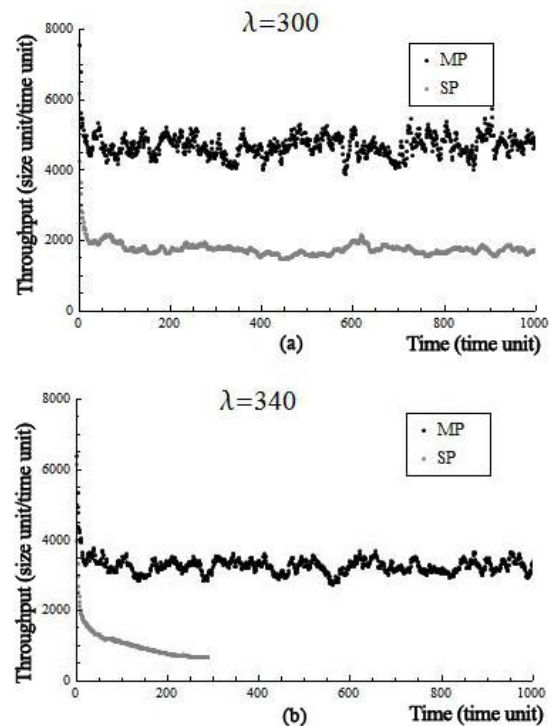 λ=300
MP
SP
Throughput (size unit/time unit)
8000
6000
4000
2000
0
0
200
400
600
800
1000
Time (time unit)
(a)
λ=340
MP
SP
Throughput (size unit/time unit)
8000
6000
4000
2000
0
0
200
400
600
800
1000
Time (time unit)
(b)